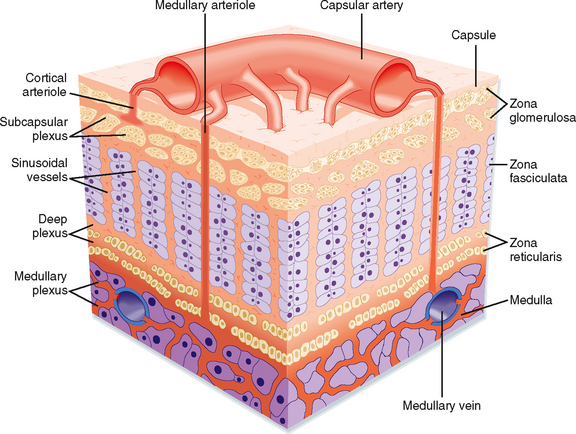 Medullary arteriole
Capsular artery
Capsule
Cortical
arteriole
Subcapsular
plexus
Sinusoidal
vessels
Deep
plexus
Medullary
plexus
Zona
glomerulosa
Zona
fasciculata
Zona
reticularis
Medulla
Medullary vein